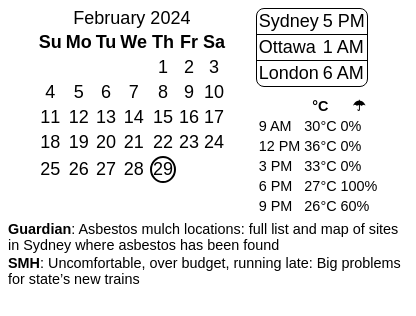 February 2024
Su Mo Tu We Th Fr Sa
1 2 3
4 5 6 7 8 9 10
11 12 13 14 15 16 17
18 19 20 21 22 23 24
25 26 27 28 29
Sydney 5 PM
Ottawa 1 AM
London 6 AM
°C ☂
9 AM 30°C 0%
12 PM 36°C 0%
3 PM 33°C 0%
6 PM 27°C 100%
9 PM 26°C 60%
Guardian: Asbestos mulch locations: full list and map of sites
in Sydney where asbestos has been found
SMH: Uncomfortable, over budget, running late: Big problems
for state’s new trains